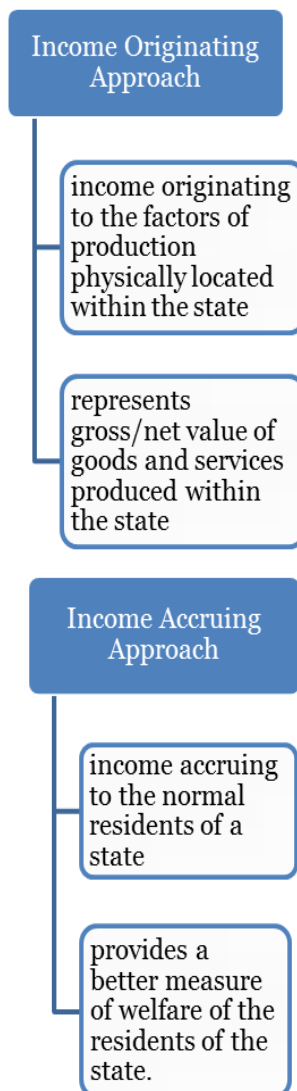 Income Originating
Approach
income originating
to the factors of
production
physically located
within the state
represents
gross/net value of
goods and services
produced within
the state
Income Accruing
Approach
income accruing
to the normal
residents of a
state
provides a
better measure
of welfare of the
residents of the
state.